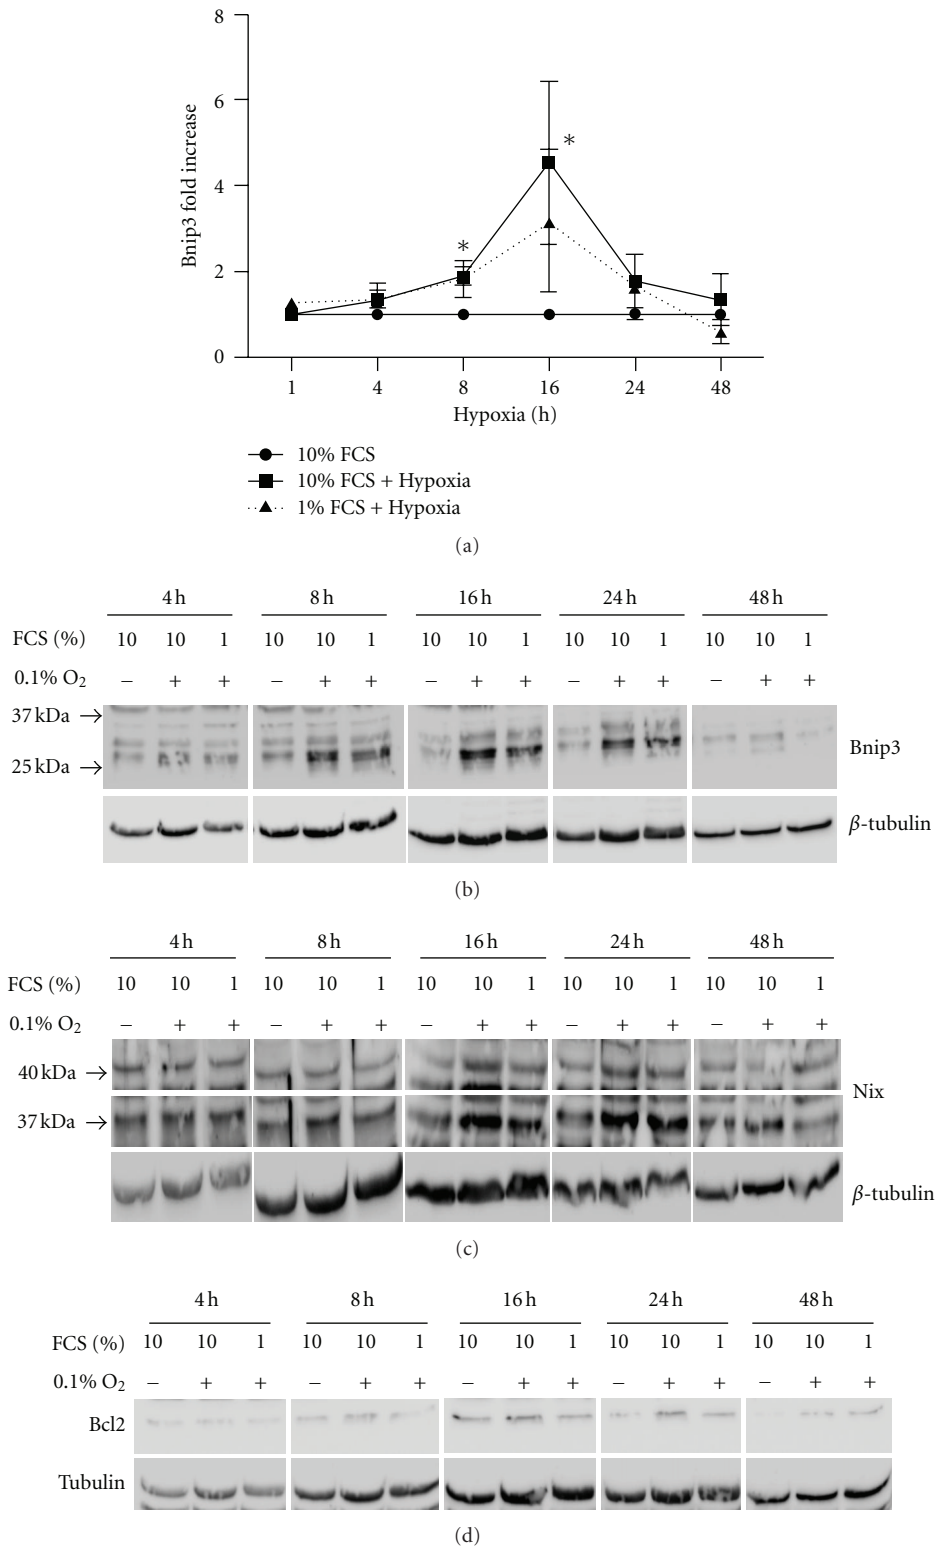 8
6
4
2
0
Bnip3 fold increase
*
*
1 4 8 16 24 48
Hypoxia (h)
10% FCS
10% FCS + Hypoxia
1% FCS + Hypoxia
(a)
4 h 8 h 16 h 24 h 48 h
FCS (%) 10 10 1 10 10 1 10 10 1 10 10 1 10 10 1
0.1% O₂ − + + − + + − + + − + + − + +
37 kDa
25 kDa
Bnip3
β-tubulin
(b)
4 h 8 h 16 h 24 h 48 h
FCS (%) 10 10 1 10 10 1 10 10 1 10 10 1 10 10 1
0.1% O₂ − + + − + + − + + − + + − + +
40 kDa
Nix
37 kDa
β-tubulin
(c)
4 h 8 h 16 h 24 h 48 h
FCS (%) 10 10 1 10 10 1 10 10 1 10 10 1 10 10 1
0.1% O₂ − + + − + + − + + − + + − + +
Bcl2
Tubulin
(d)